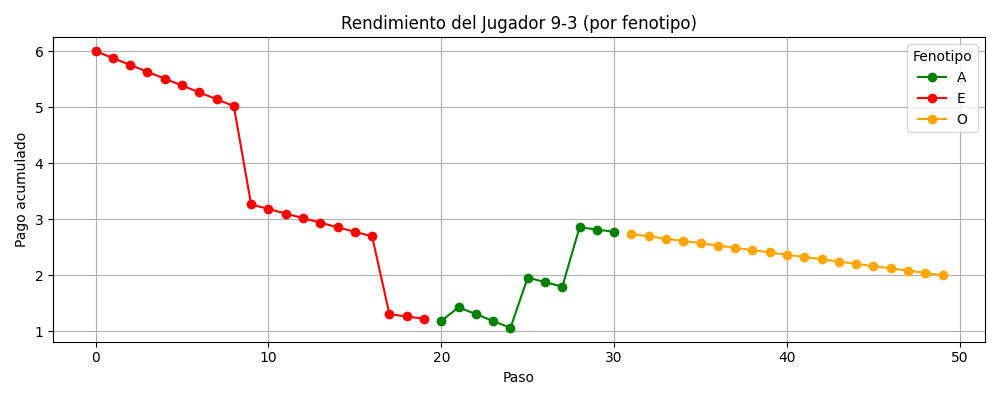 Rendimiento del Jugador 9-3 (por fenotipo)
Pago acumulado
6
5
4
3
2
1
0
10
20
30
40
50
Paso
Fenotipo
A
E
O